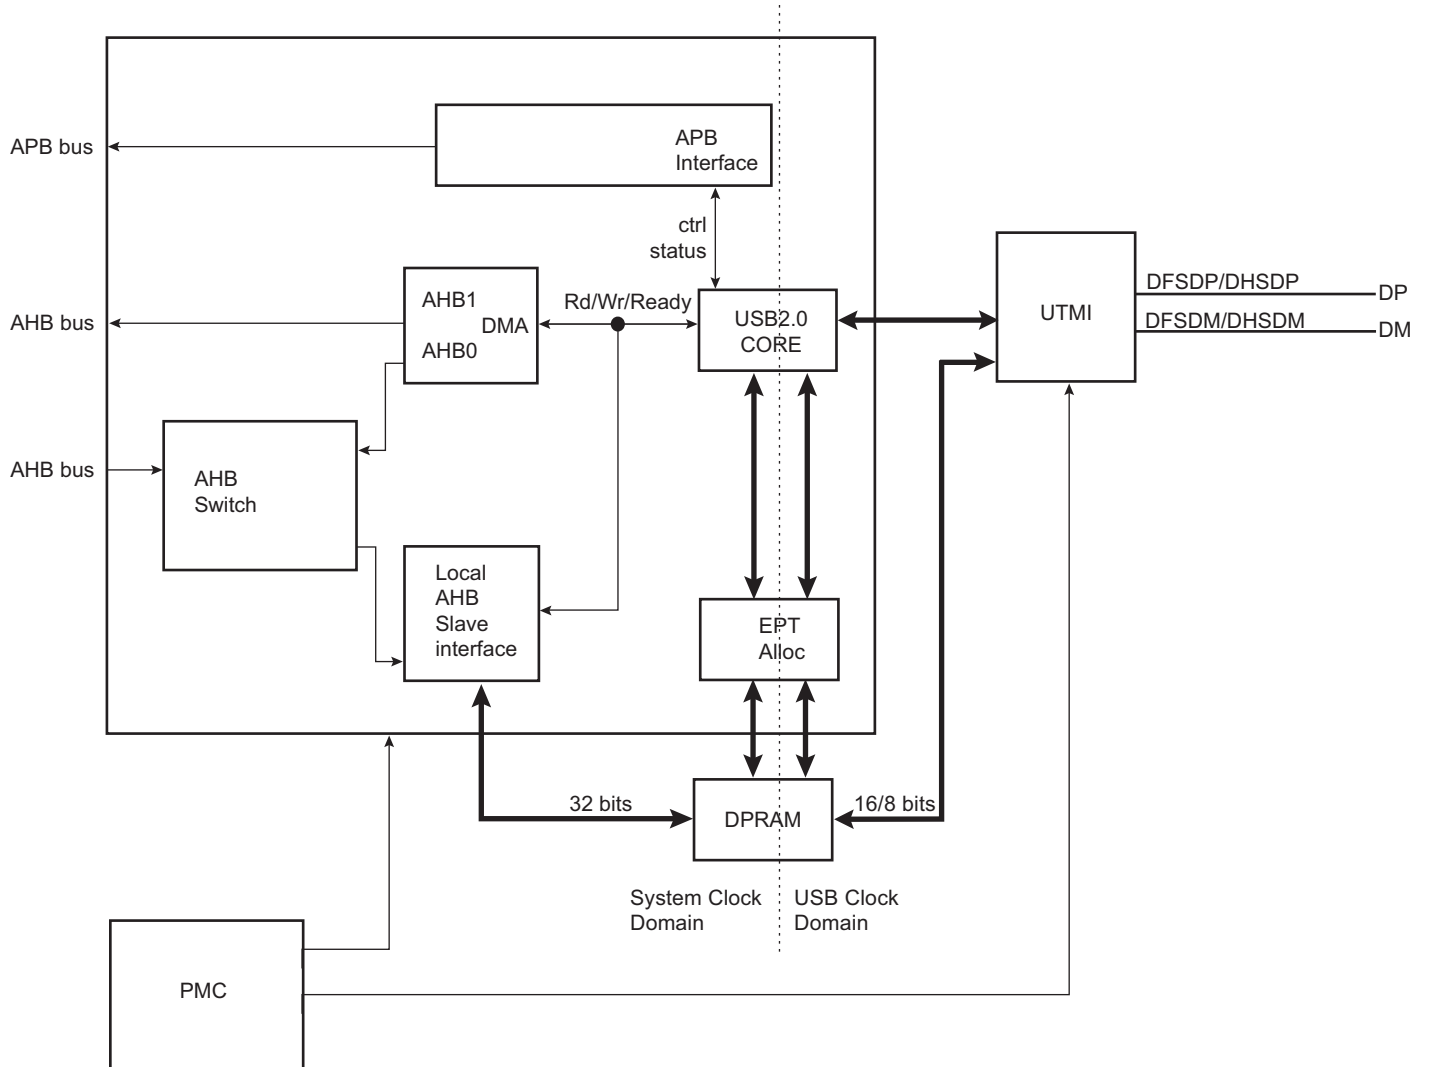 APB bus
APB
Interface
ctrl
status
AHB1
DMA
AHB0
Rd/Wr/Ready
USB2.0
CORE
UTMI
DFSDP/DHSDP
DP
DFSDM/DHSDM
DM
AHB bus
AHB bus
AHB
Switch
Local
AHB
Slave
interface
EPT
Alloc
32 bits
DPRAM
16/8 bits
System Clock
Domain
USB Clock
Domain
PMC